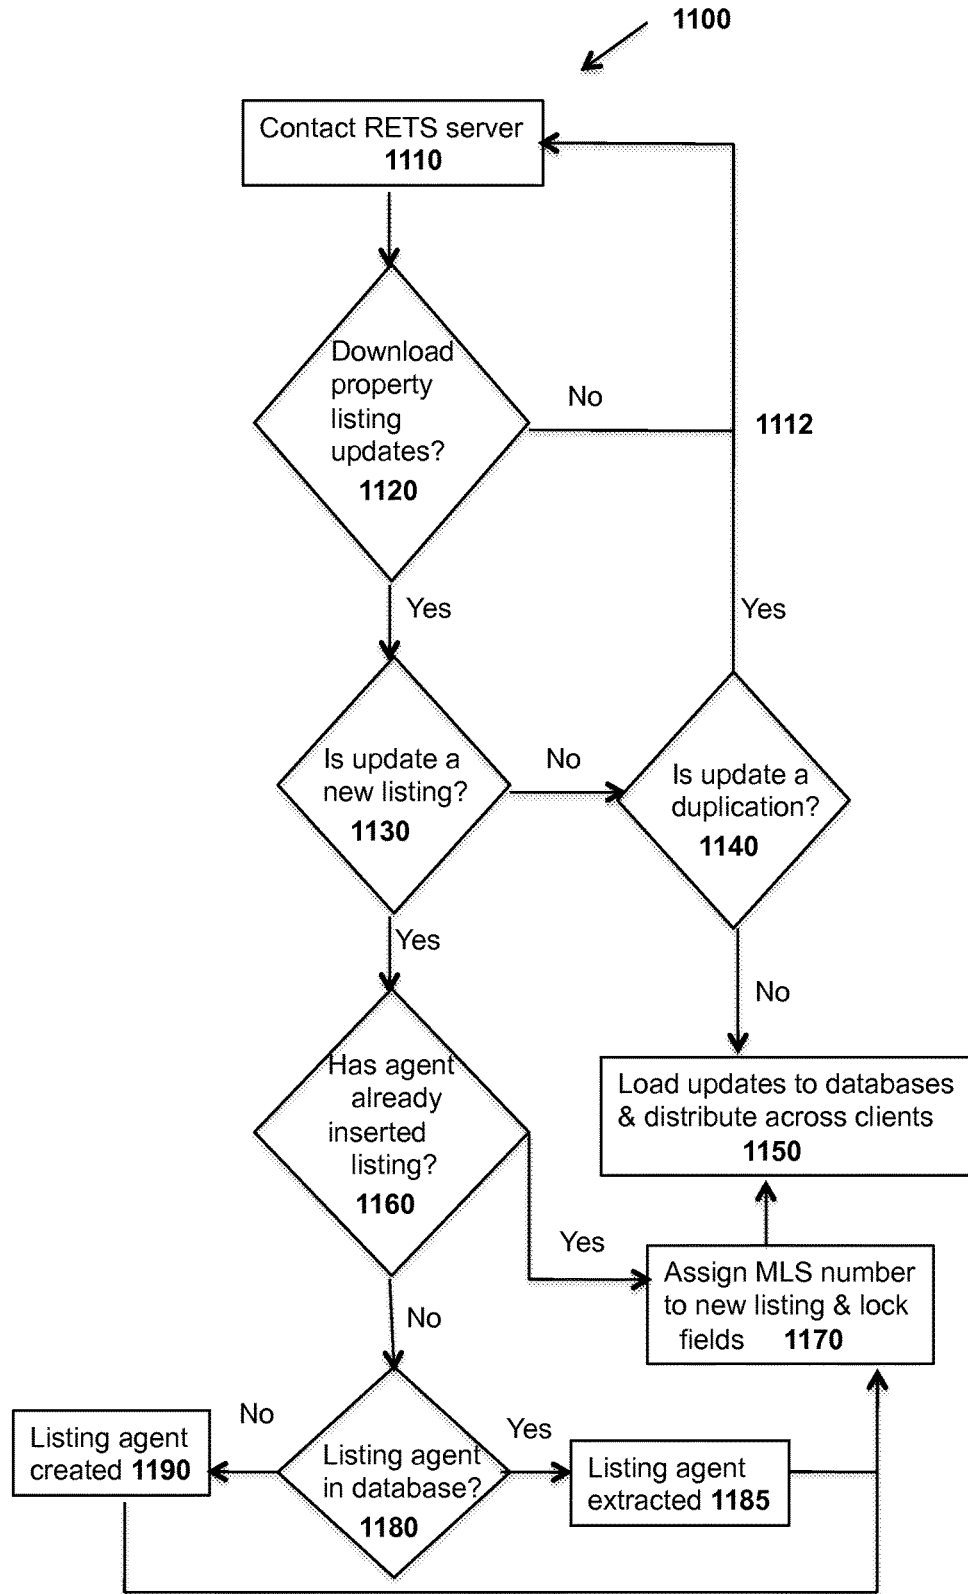 1100
Contact RETS server
1110
Download
property
listing
updates?
1120
No
1112
Yes
Yes
Is update a
new listing?
1130
No
Is update a
duplication?
1140
Yes
No
Has agent
already
inserted
listing?
1160
Load updates to databases
& distribute across clients
1150
Yes
Assign MLS number
to new listing & lock
fields 1170
No
No
Listing agent
created 1190
Listing agent
in database?
1180
Yes
Listing agent
extracted 1185